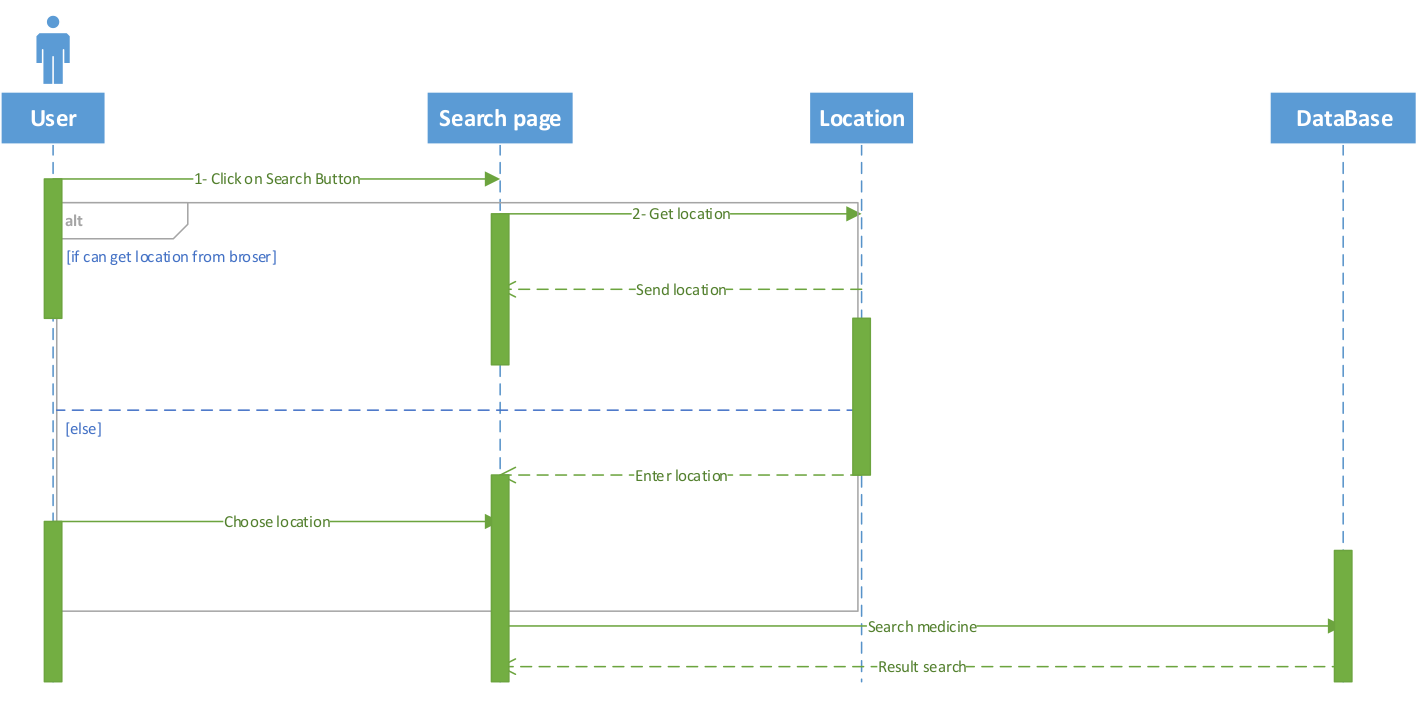 User
Search page
Location
DataBase
1- Click on Search Button
alt
2- Get location
[if can get location from broser]
Send location
[else]
Enter location
Choose location
Search medicine
Result search